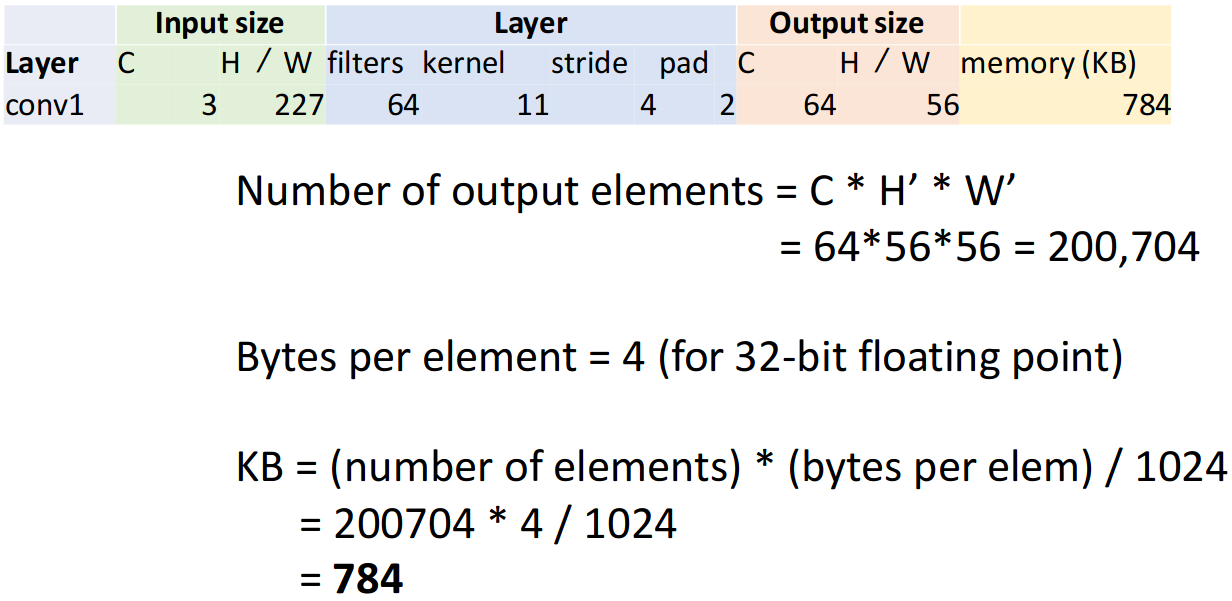 Input size Layer Output size
Layer C H / W filters kernel stride pad C H / W memory (KB)
conv1 3 227 64 11 4 2 64 56 784
Number of output elements = C * H’ * W’
= 64*56*56 = 200,704
Bytes per element = 4 (for 32-bit floating point)
KB = (number of elements) * (bytes per elem) / 1024
= 200704 * 4 / 1024
= 784